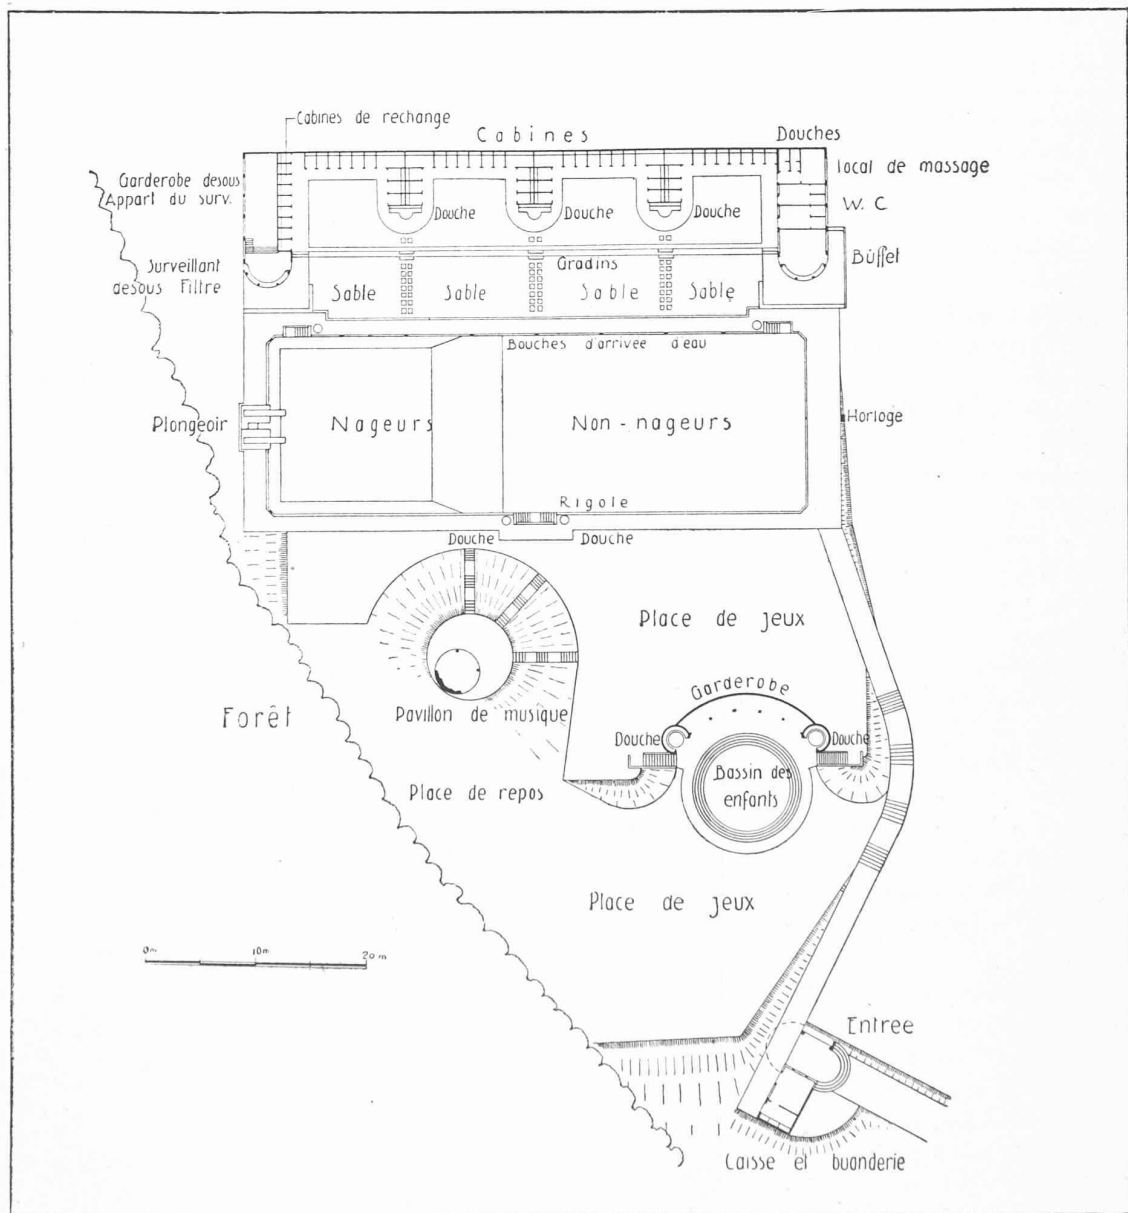 Cabines de rechange
Cabines
Douches
local de massage
Garderobe desous
Appart du surv.
W. C
Douche
Douche
Douche
Büffet
Surveillant
desous Filtre
Gradins
Sable
Sable
Sable
Sable
Bouches d'arrivee d'eau
Plongeoir
Nageurs
Non-nageurs
Horloge
Rigole
Douche
Douche
Place de jeux
Garderobe
Forêt
Pavillon de musique
Douche
Douche
Bassin des
enfants
Place de repos
Place de jeux
0m 10m 20 m
Entree
Caisse et buanderie